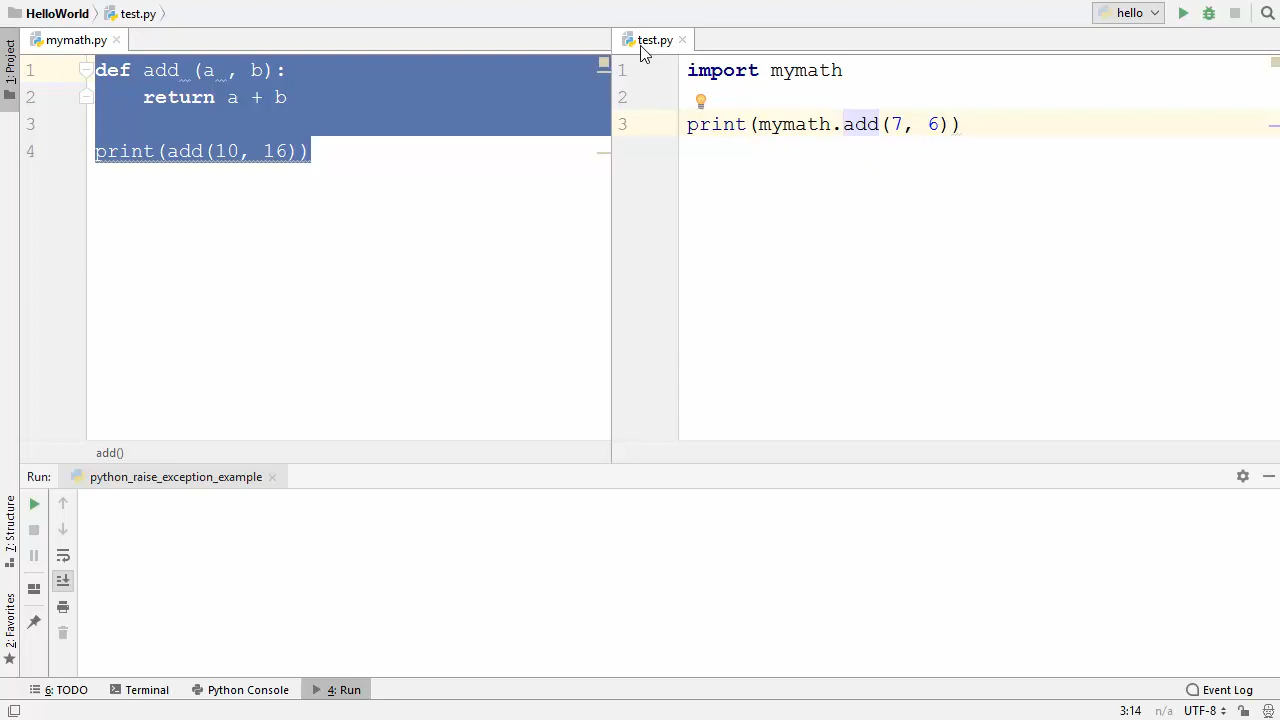 HelloWorld test.py hello
mymath.py test.py
1: Project
1 def add (a , b):
2     return a + b
3
4 print(add(10, 16))
1 import mymath
2
3 print(mymath.add(7, 6))
add()
Run: python_raise_exception_example
7: Structure
2: Favorites
6: TODO Terminal Python Console 4: Run Event Log
3:14 n/a UTF-8